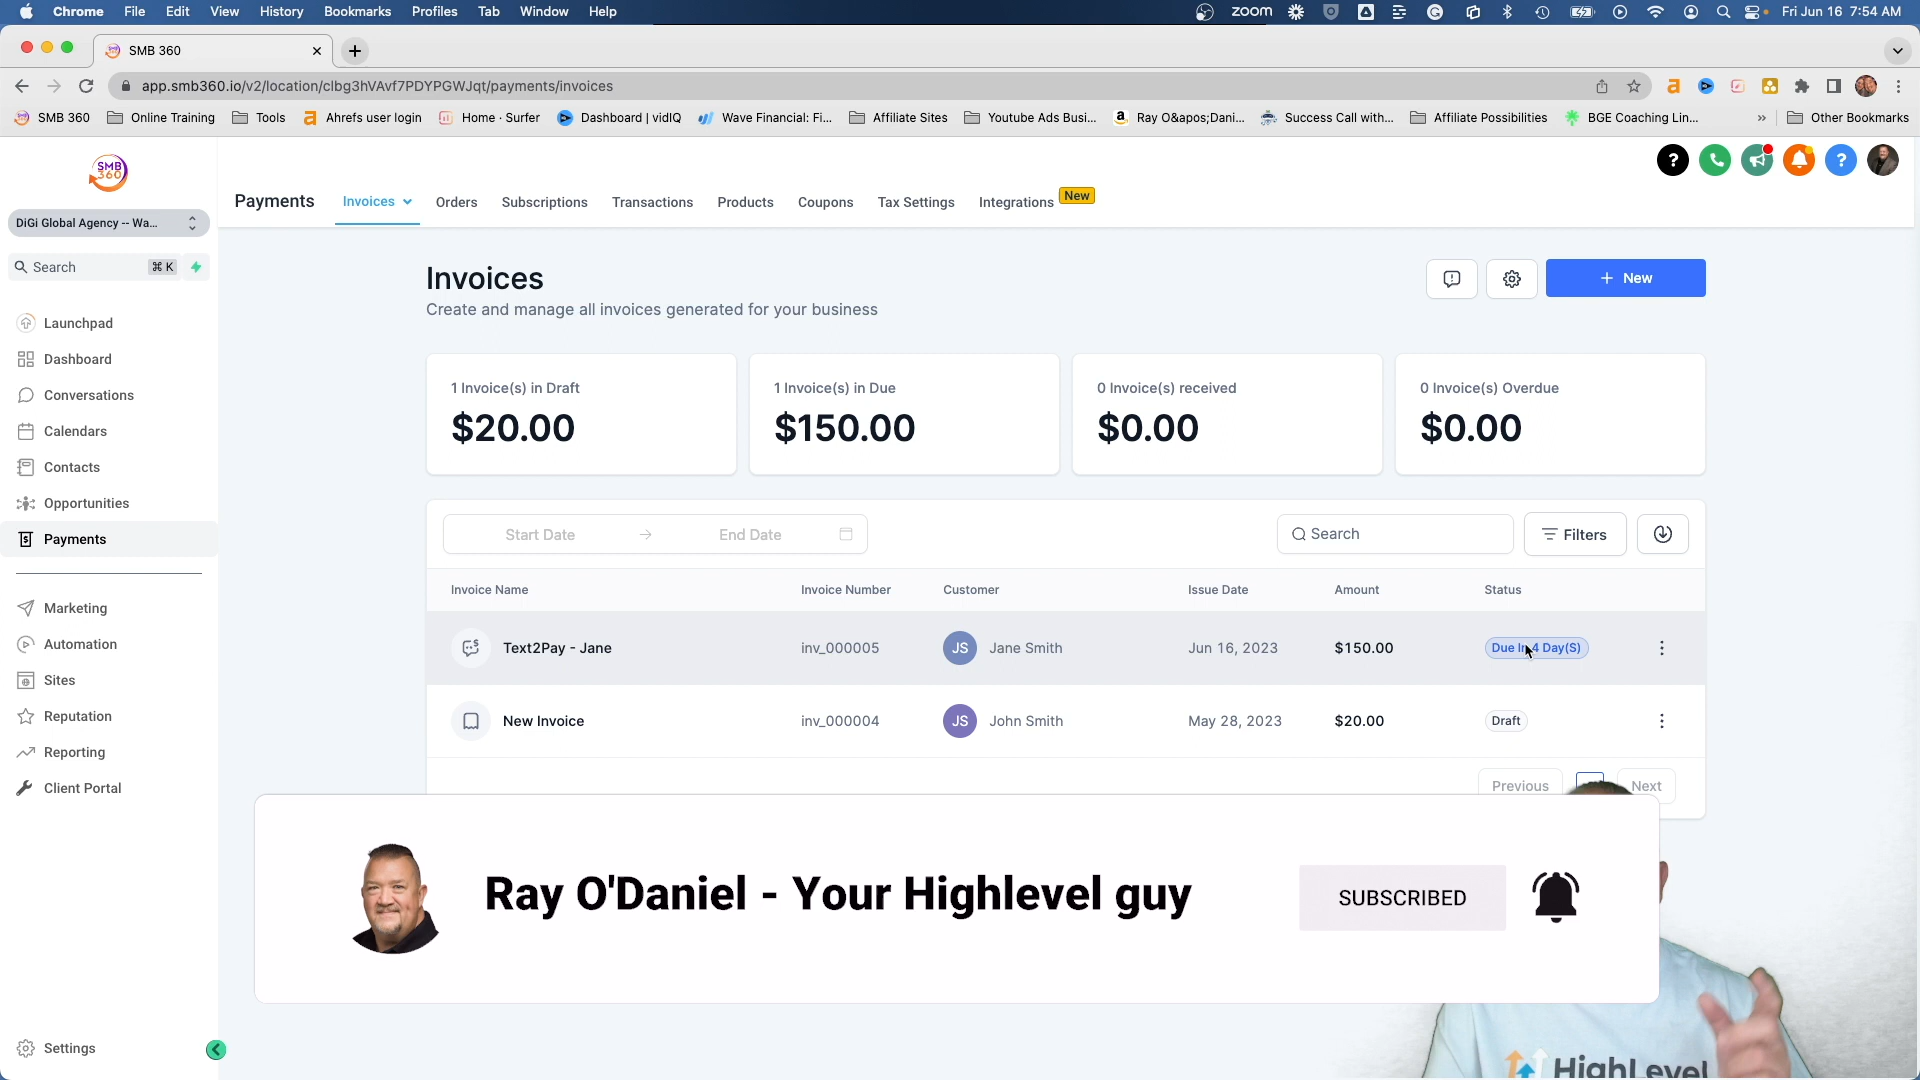 Chrome File Edit View History Bookmarks Profiles Tab Window Help zoom Fri Jun 16 7:54 AM
SMB 360
app.smb360.io/v2/location/clbg3hVAvf7PDYPGWJqt/payments/invoices
SMB 360 Online Training Tools Ahrefs user login Home · Surfer Dashboard | vidIQ Wave Financial: Fi... Affiliate Sites Youtube Ads Busi... Ray O&apos;Dani... Success Call with... Affiliate Possibilities BGE Coaching Lin... » Other Bookmarks
SMB 360
Payments Invoices Orders Subscriptions Transactions Products Coupons Tax Settings Integrations New
DiGi Global Agency -- Wa...
Search ⌘ K
Launchpad
Dashboard
Conversations
Calendars
Contacts
Opportunities
Payments
Marketing
Automation
Sites
Reputation
Reporting
Client Portal
Settings
Invoices
Create and manage all invoices generated for your business
+ New
1 Invoice(s) in Draft
$20.00
1 Invoice(s) in Due
$150.00
0 Invoice(s) received
$0.00
0 Invoice(s) Overdue
$0.00
Start Date → End Date Search Filters
Invoice Name Invoice Number Customer Issue Date Amount Status
Text2Pay - Jane inv_000005 JS Jane Smith Jun 16, 2023 $150.00 Due In 4 Day(S)
New Invoice inv_000004 JS John Smith May 28, 2023 $20.00 Draft
Previous Next
Ray O'Daniel - Your Highlevel guy SUBSCRIBED
HighLevel